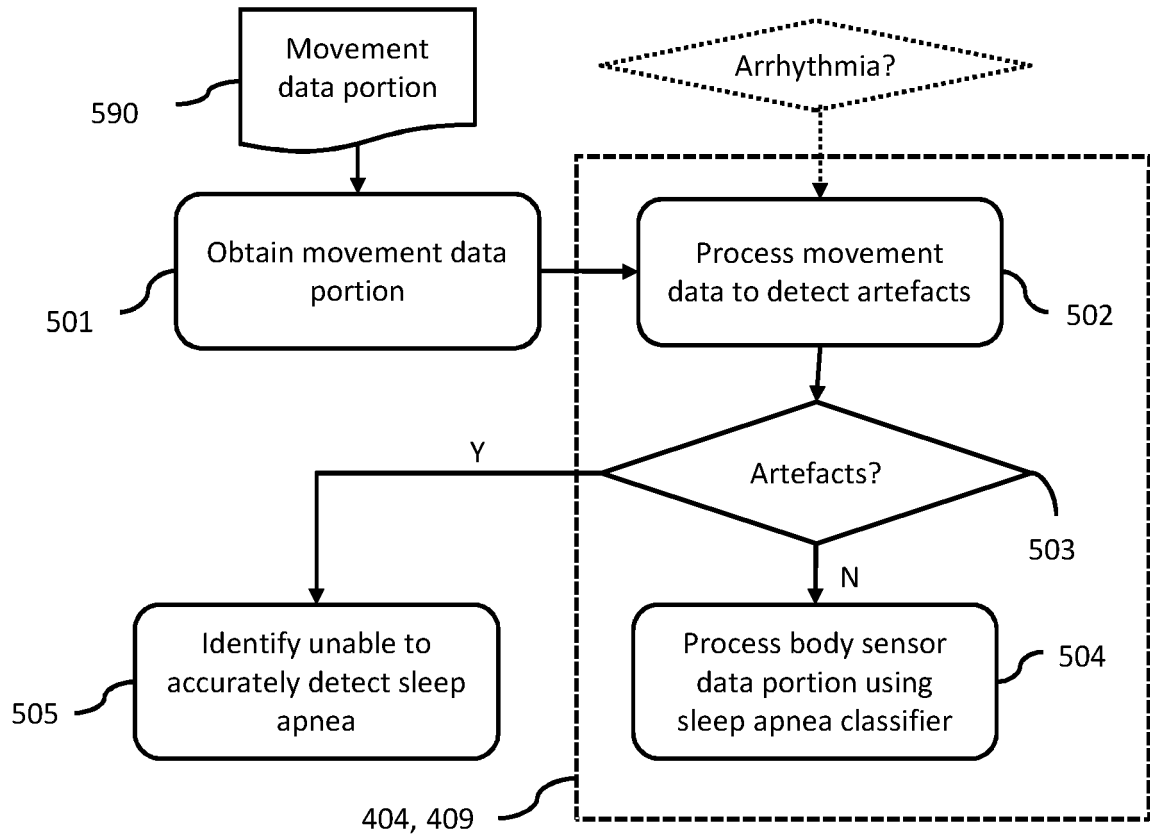 Movement
data portion
590
Arrhythmia?
Obtain movement data
portion
501
Process movement
data to detect artefacts
502
Y
Artefacts?
503
N
Identify unable to
accurately detect sleep
apnea
505
Process body sensor
data portion using
sleep apnea classifier
504
404, 409